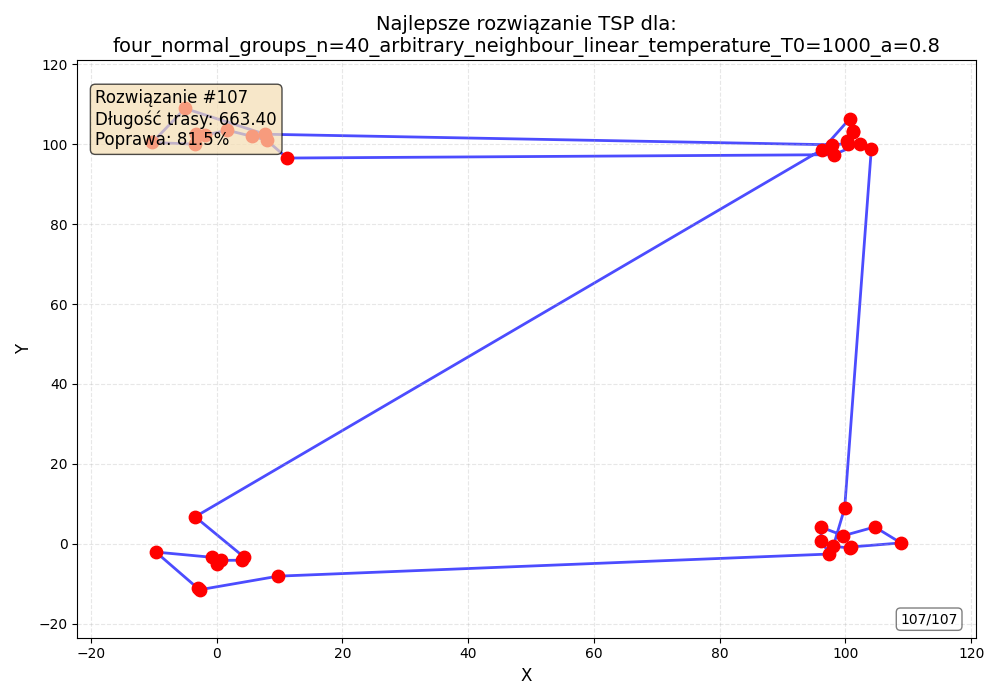 Najlepsze rozwiązanie TSP dla:
four_normal_groups_n=40_arbitrary_neighbour_linear_temperature_T0=1000_a=0.8
Rozwiązanie #107
Długość trasy: 663.40
Poprawa: 81.5%
120
100
80
60
40
20
0
−20
Y
−20
0
20
40
60
80
100
120
X
107/107